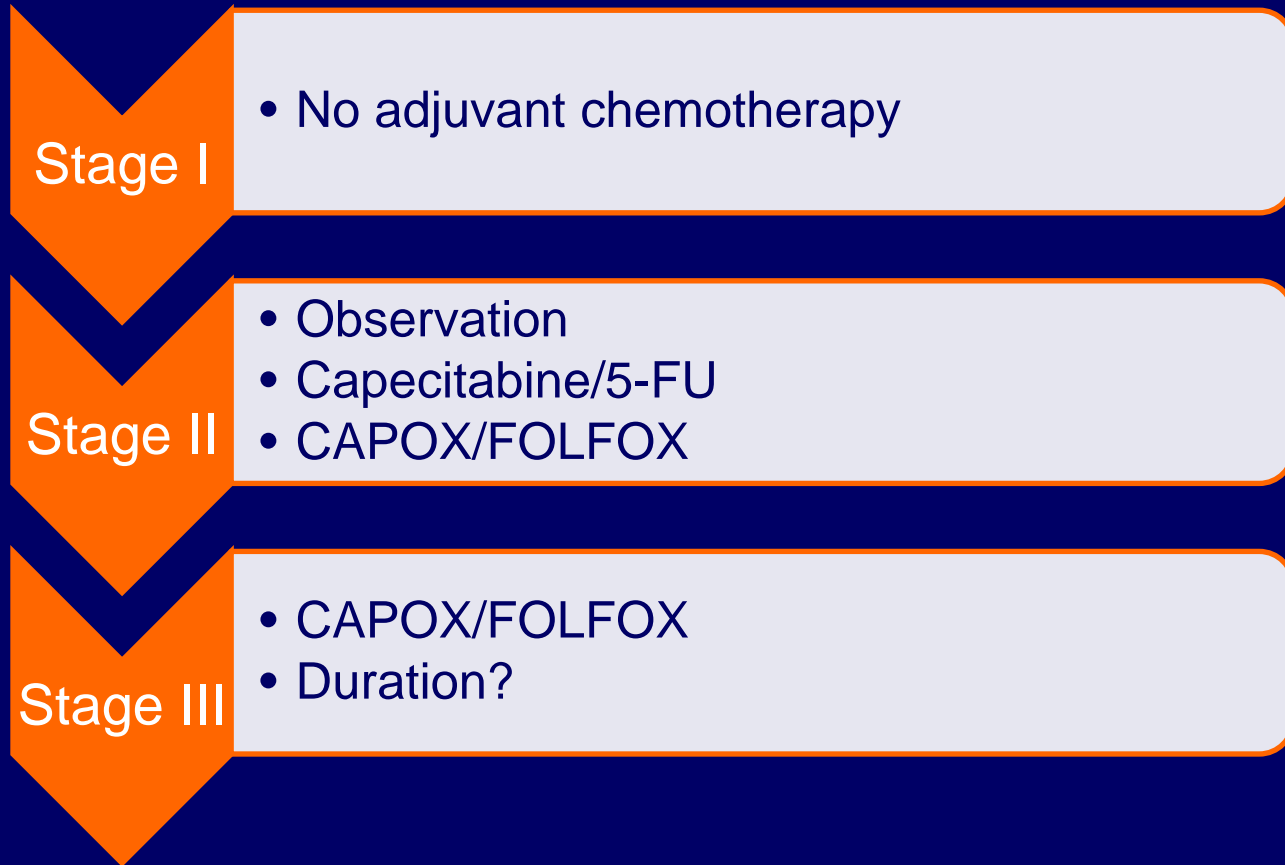 Stage I
• No adjuvant chemotherapy
Stage II
• Observation
• Capecitabine/5-FU
• CAPOX/FOLFOX
Stage III
• CAPOX/FOLFOX
• Duration?